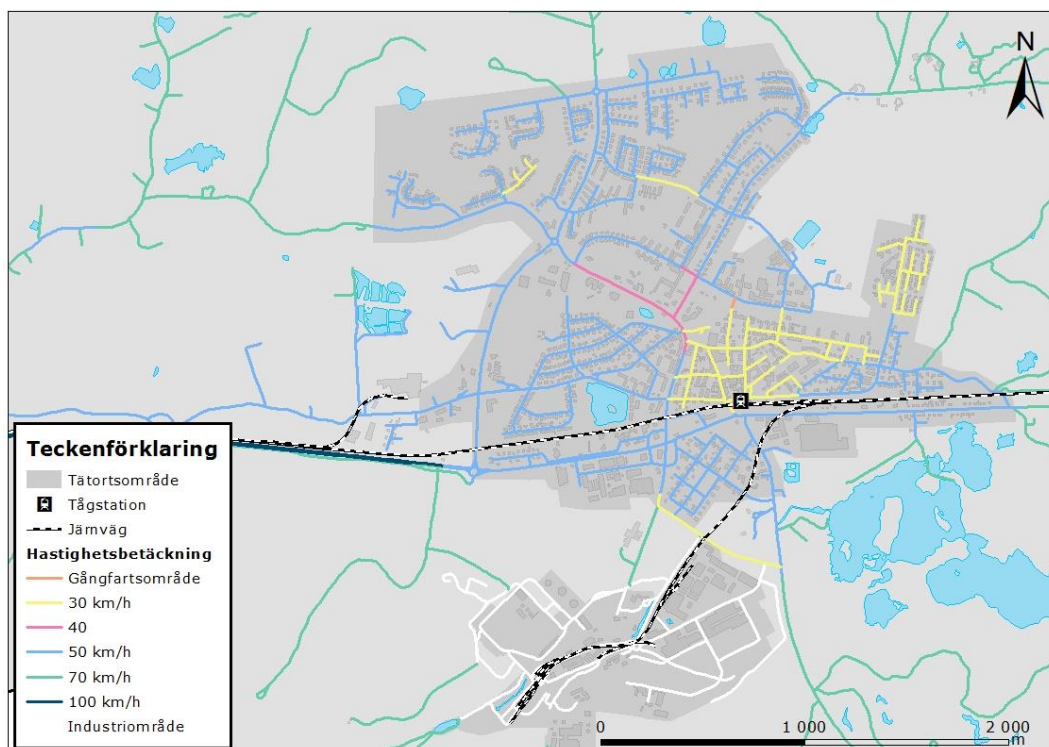 N
Teckenförklaring
Tätortsområde
Tågstation
Järnväg
Hastighetsbetäckning
Gångfartsområde
30 km/h
40
50 km/h
70 km/h
100 km/h
Industriområde
0 1 000 2 000
m